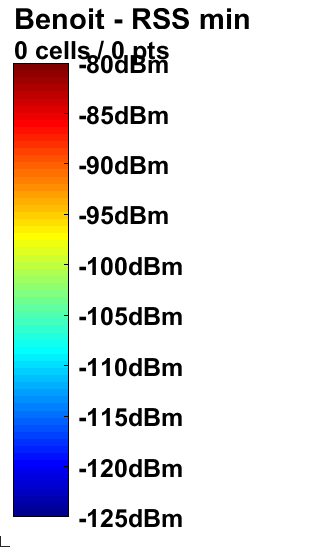 Benoit - RSS min
0 cells / 0 pts
-80dBm
-85dBm
-90dBm
-95dBm
-100dBm
-105dBm
-110dBm
-115dBm
-120dBm
-125dBm